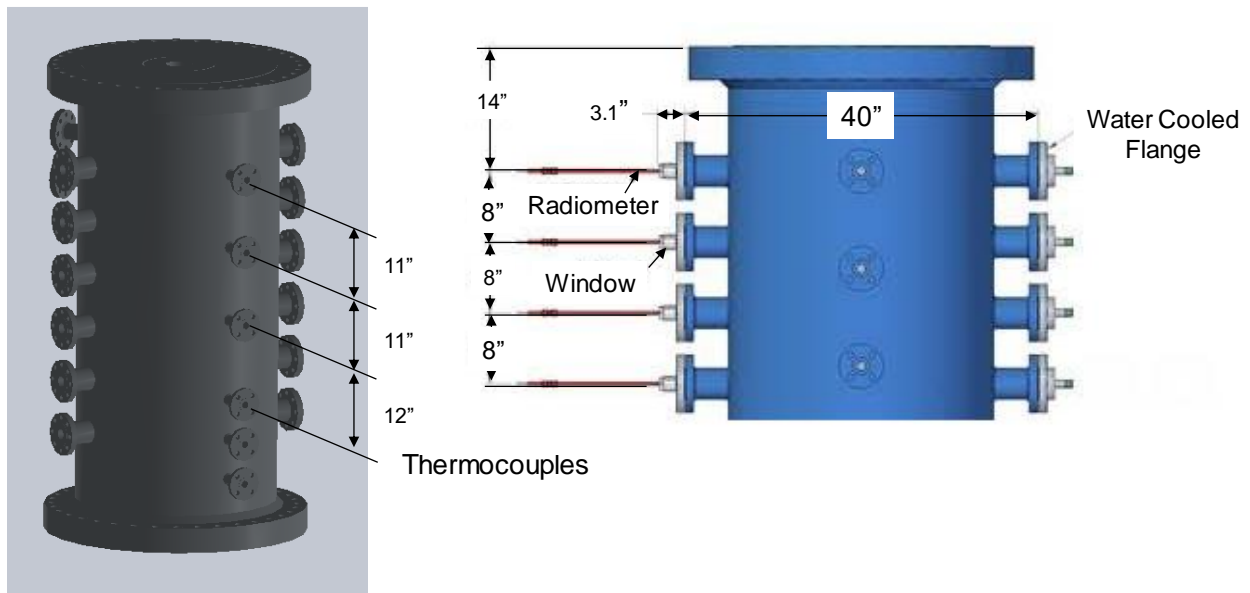 14”
3.1”
40”
Water Cooled
Flange
Radiometer
8”
Window
8”
8”
11”
11”
12”
Thermocouples